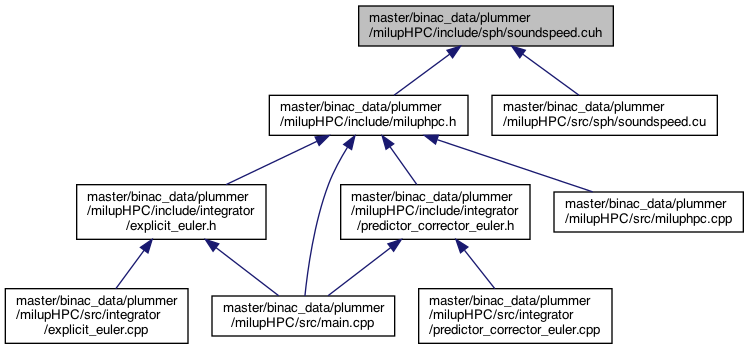 master/binac_data/plummer
/milupHPC/include/sph/soundspeed.cuh
master/binac_data/plummer
/milupHPC/include/miluphpc.h
master/binac_data/plummer
/milupHPC/src/sph/soundspeed.cu
master/binac_data/plummer
/milupHPC/include/integrator
/explicit_euler.h
master/binac_data/plummer
/milupHPC/include/integrator
/predictor_corrector_euler.h
master/binac_data/plummer
/milupHPC/src/miluphpc.cpp
master/binac_data/plummer
/milupHPC/src/integrator
/explicit_euler.cpp
master/binac_data/plummer
/milupHPC/src/main.cpp
master/binac_data/plummer
/milupHPC/src/integrator
/predictor_corrector_euler.cpp